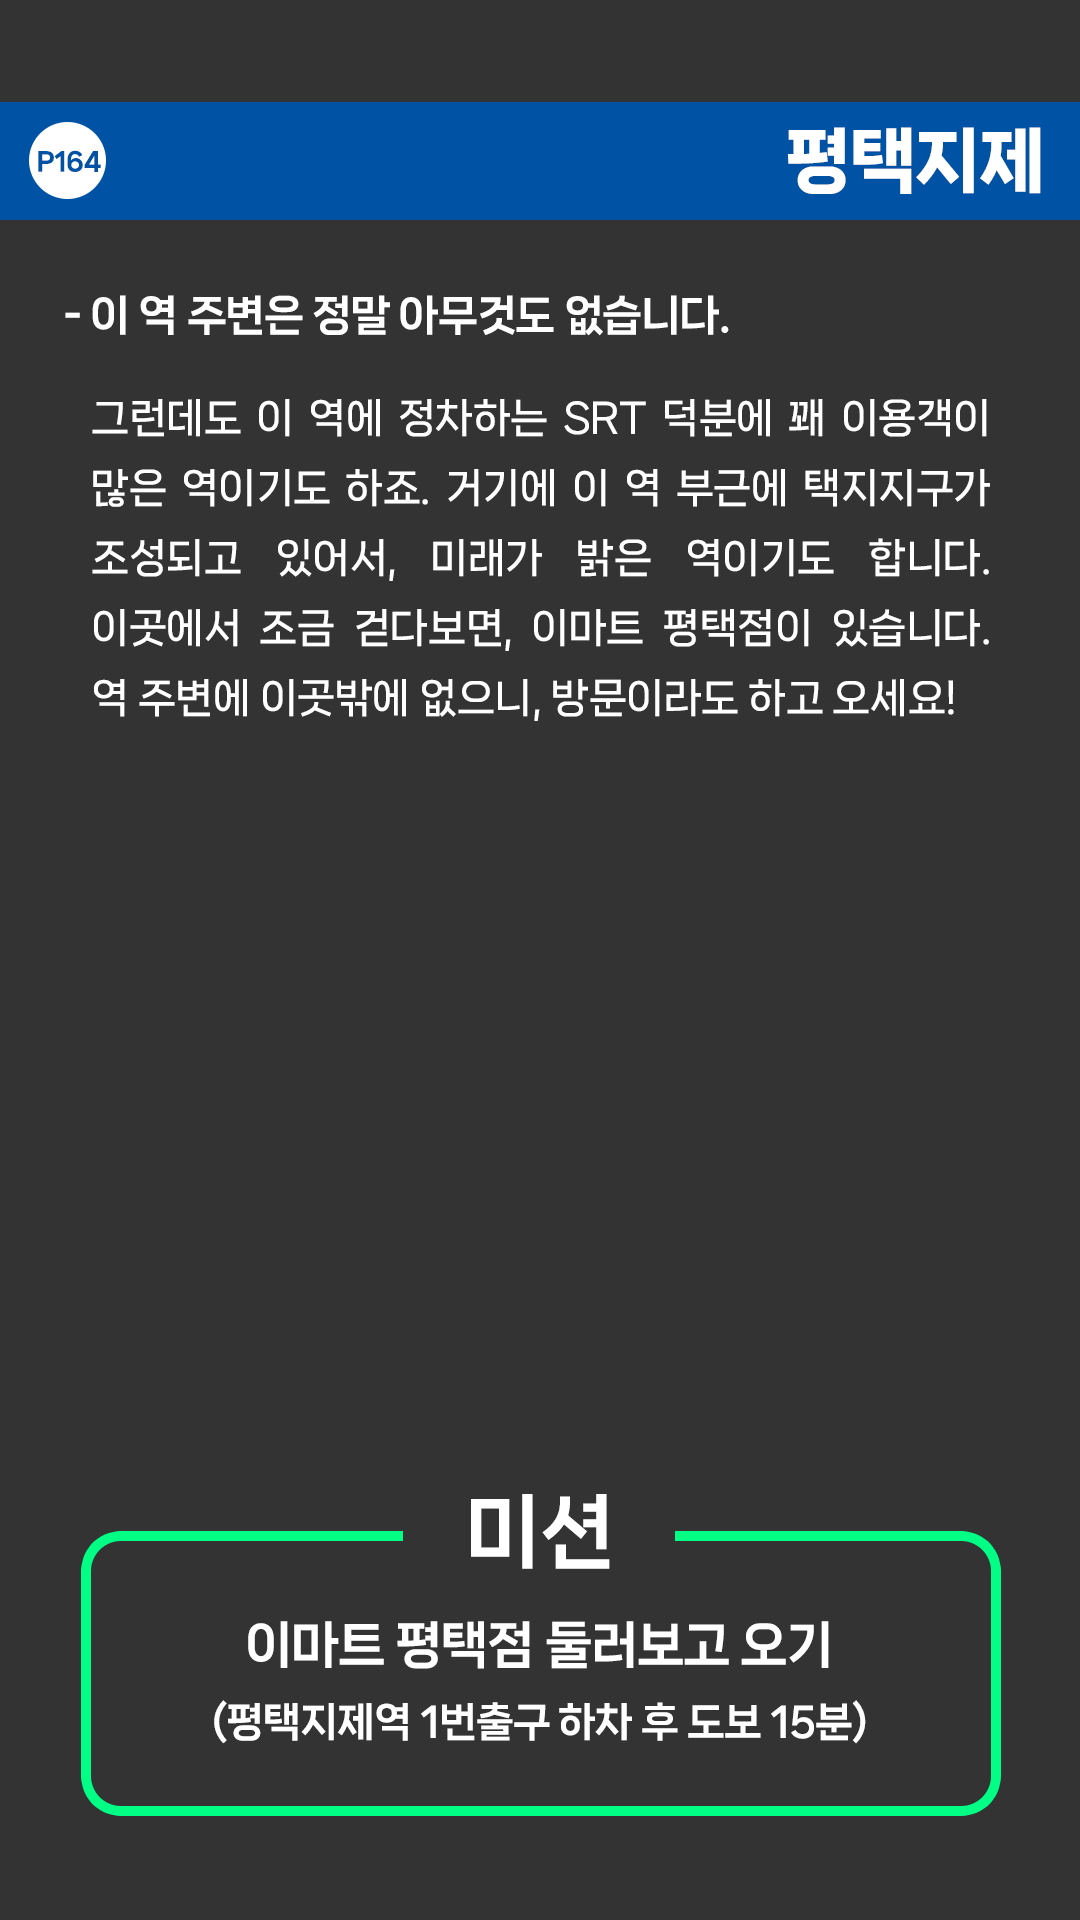 P164
평택지제
- 이 역 주변은 정말 아무것도 없습니다.
그런데도 이 역에 정차하는 SRT 덕분에 꽤 이용객이
많은 역이기도 하죠. 거기에 이 역 부근에 택지지구가
조성되고 있어서, 미래가 밝은 역이기도 합니다.
이곳에서 조금 걷다보면, 이마트 평택점이 있습니다.
역 주변에 이곳밖에 없으니, 방문이라도 하고 오세요!
미션
이마트 평택점 둘러보고 오기
(평택지제역 1번출구 하차 후 도보 15분)